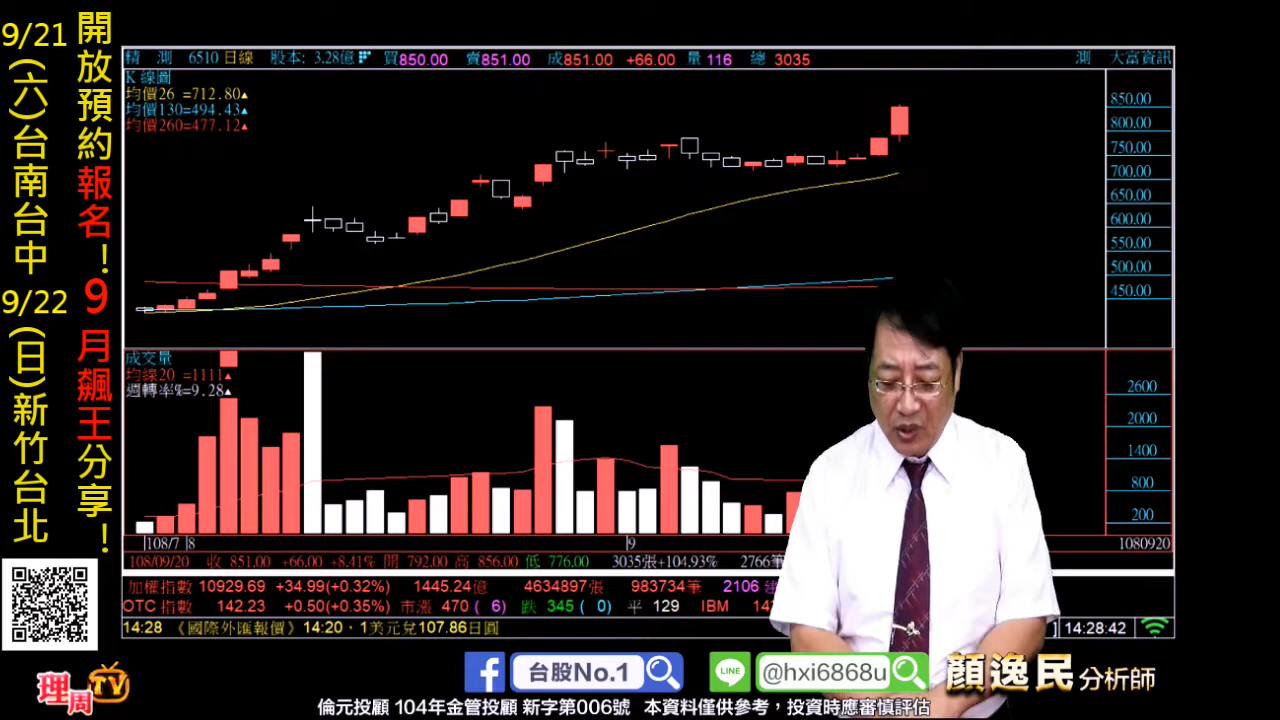 9/21(六)台南台中
9/22(日)新竹台北
開放預約報名!9月飆王分享!
精 測 6510 日線 股本: 3.28億 買850.00 賣851.00 成851.00 +66.00 量 116 總 3035 測 大富資訊
K 線圖
均價26 =712.80▲
均價130=494.43▲
均價260=477.12▲
850.00
800.00
750.00
700.00
650.00
600.00
550.00
500.00
450.00
成交量
均線20 =1111▲
週轉率%=9.28▲
2600
2000
1400
800
200
108/7 8 9 1080920
108/09/20 收 851.00 +66.00 +8.41% 開 792.00 高 856.00 低 776.00 3035張+104.93% 2766筆
加權指數 10929.69 +34.99(+0.32%) 1445.24億 4634897張 983734筆 2106
OTC 指數 142.23 +0.50(+0.35%) 市漲 470 ( 6) 跌 345 ( 0) 平 129 IBM
14:28 《國際外匯報價》14:20,1美元兌107.86日圓 14:28:42
理周TV
台股No.1
LINE
@hxi6868u
顏逸民 分析師
倫元投顧 104年金管投顧 新字第006號 本資料僅供參考,投資時應審慎評估